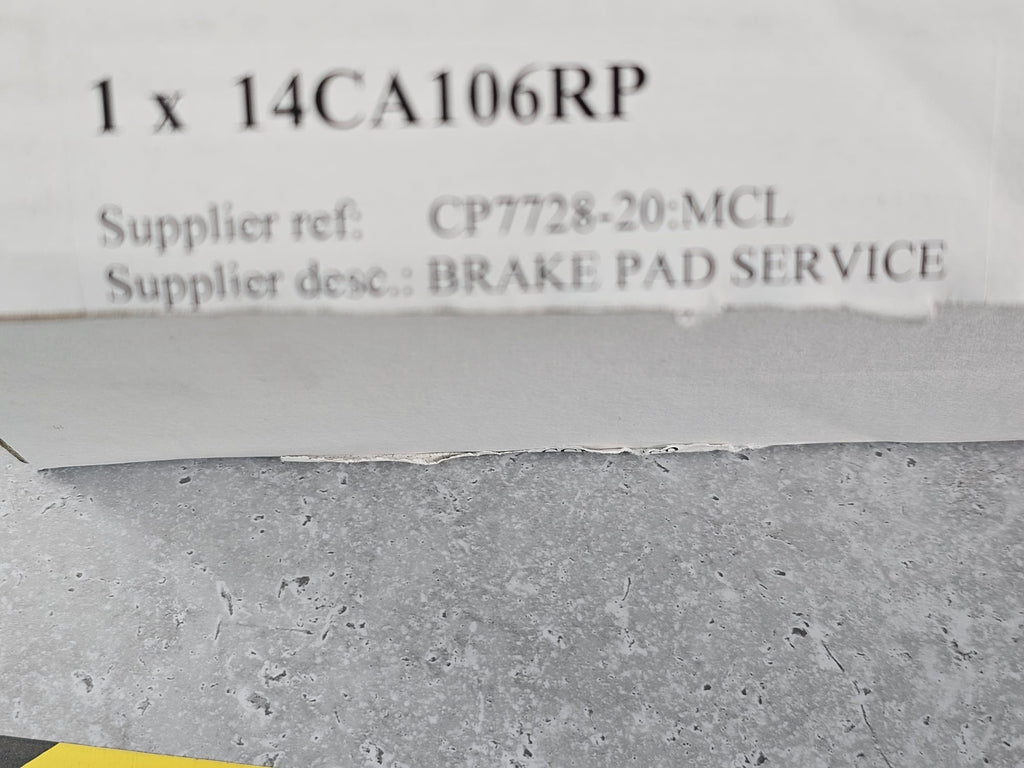 1 x 14CA106RP
Supplier ref: CP7728-20:MCL
Supplier desc.: BRAKE PAD SERVICE